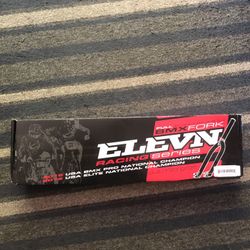 BMX FORK
ELEVN
RACING SERIES
USA BMX PRO NATIONAL CHAMPION
USA ELITE NATIONAL CHAMPION